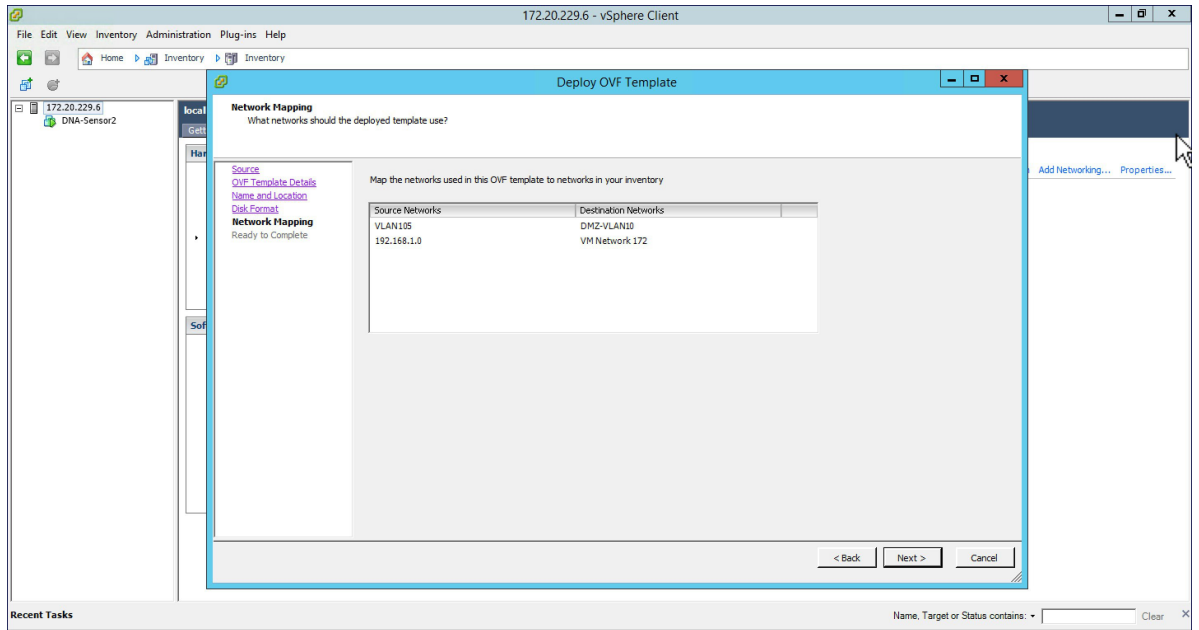 172.20.229.6 - vSphere Client
File Edit View Inventory Administration Plug-ins Help
Home Inventory Inventory
172.20.229.6
DNA-Sensor2
Deploy OVF Template
Network Mapping
What networks should the deployed template use?
Source
OVF Template Details
Name and Location
Disk Format
Network Mapping
Ready to Complete
Map the networks used in this OVF template to networks in your inventory
Source Networks Destination Networks
VLAN105 DMZ-VLAN10
192.168.1.0 VM Network 172
Add Networking... Properties...
< Back Next > Cancel
Recent Tasks
Name, Target or Status contains: Clear